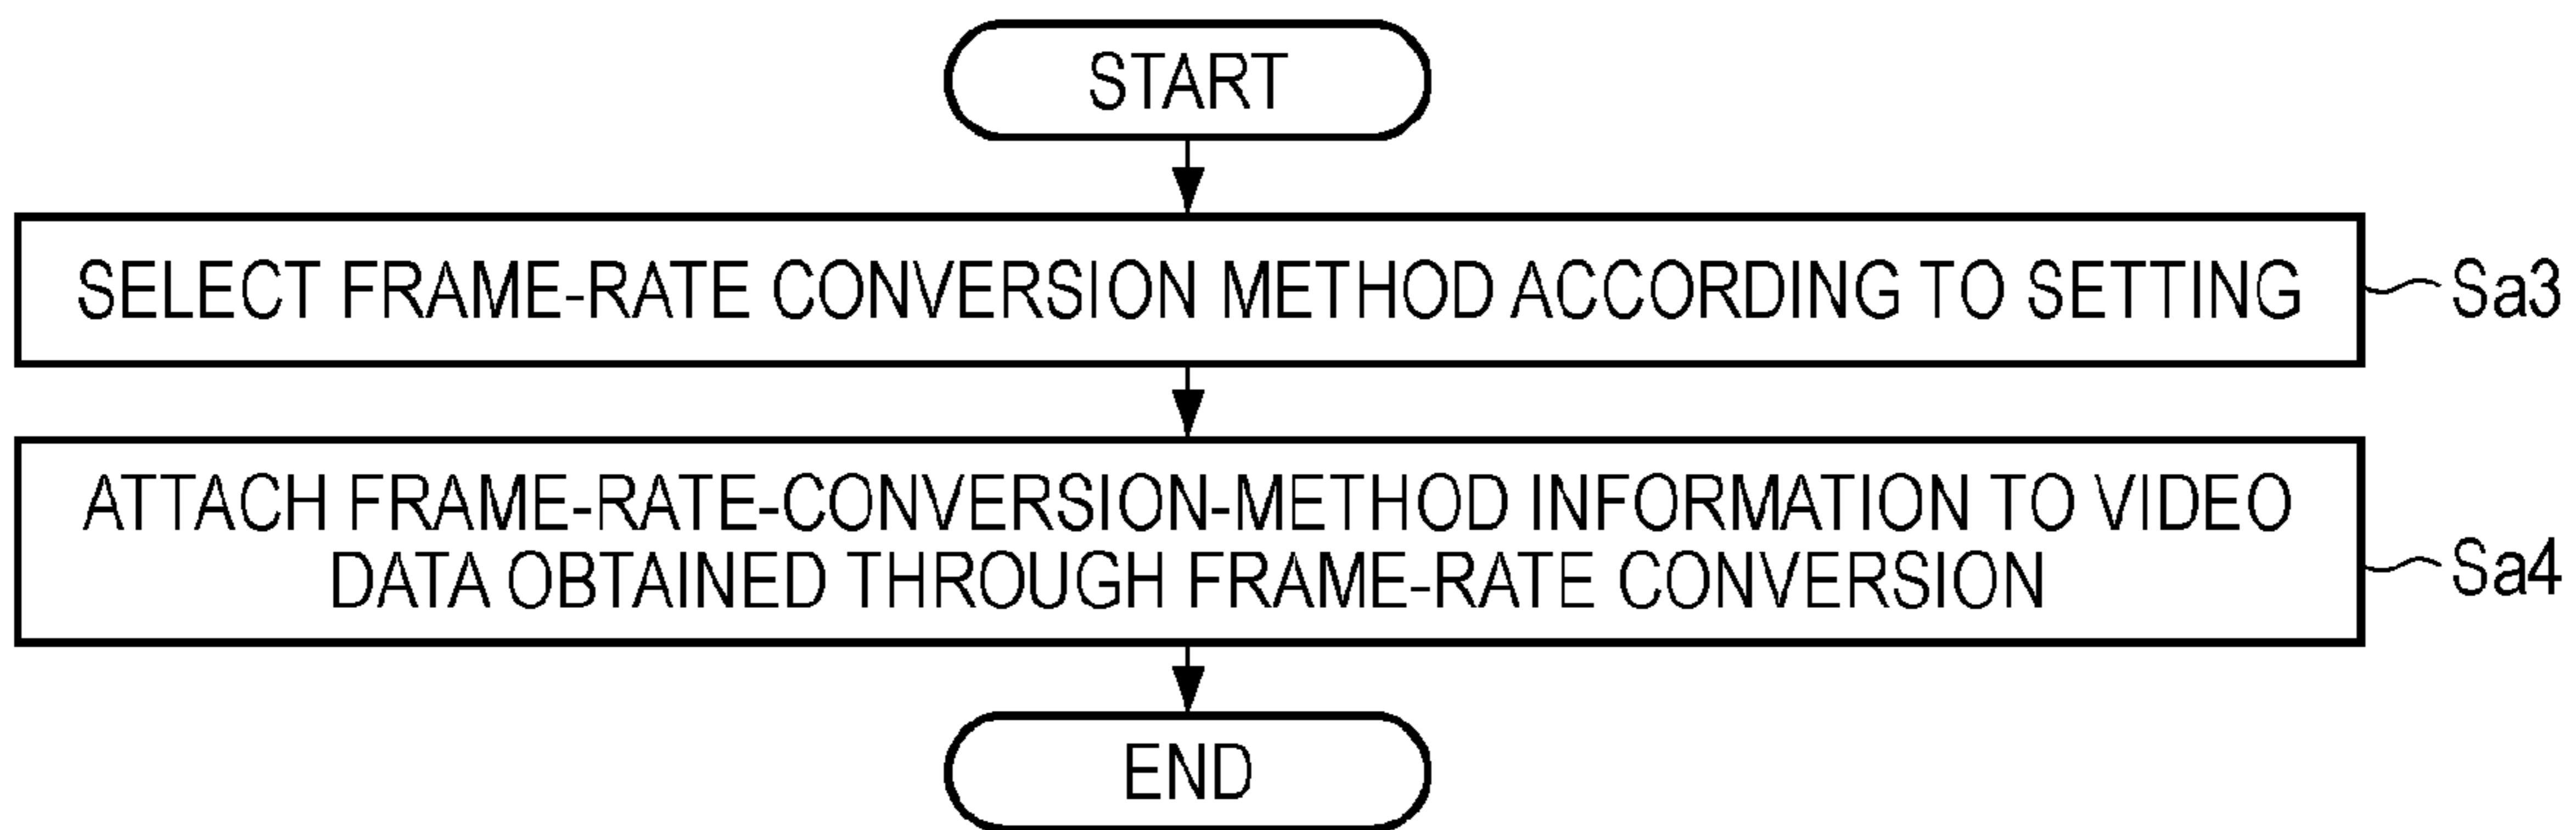 START
SELECT FRAME-RATE CONVERSION METHOD ACCORDING TO SETTING
Sa3
ATTACH FRAME-RATE-CONVERSION-METHOD INFORMATION TO VIDEO
DATA OBTAINED THROUGH FRAME-RATE CONVERSION
Sa4
END